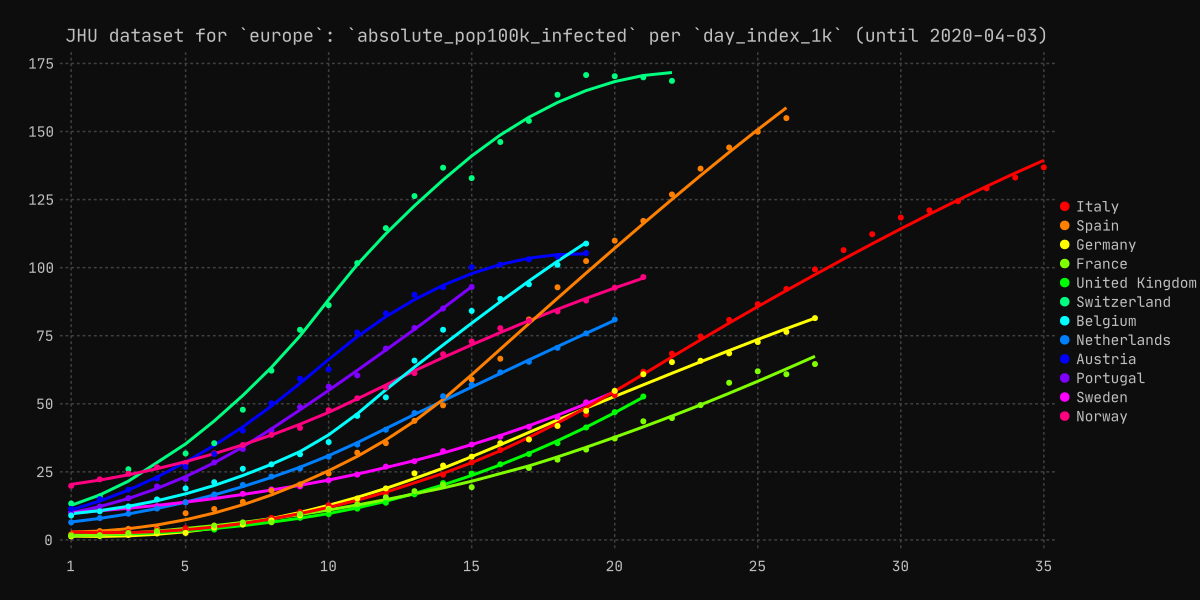 JHU dataset for `europe`: `absolute_pop100k_infected` per `day_index_1k` (until 2020-04-03)
175
150
125
100
75
50
25
0
1 5 10 15 20 25 30 35
Italy
Spain
Germany
France
United Kingdom
Switzerland
Belgium
Netherlands
Austria
Portugal
Sweden
Norway